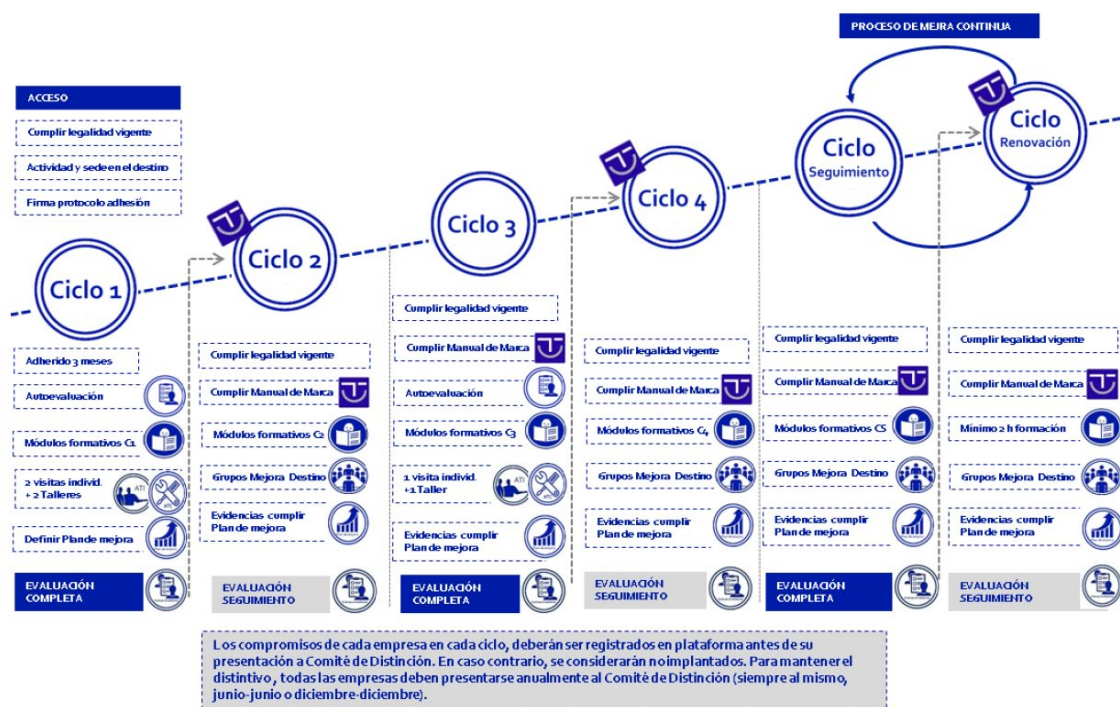 PROCESO DE MEJRA CONTINUA
ACCESO
Cumplir legalidad vigente
Actividad y sede en el destino
Firma protocolo adhesión
Ciclo 1
Adherido 3 meses
Autoevaluación
Módulos formativos C1
2 visitas individ.
+ 2 Talleres
ATI
ATC
Definir Plan de mejora
EVALUACIÓN
COMPLETA
Ciclo 2
Cumplir legalidad vigente
Cumplir Manual de Marca
Módulos formativos C2
Grupos Mejora Destino
Evidencias cumplir
Plan de mejora
EVALUACIÓN
SEGUIMIENTO
Ciclo 3
Cumplir legalidad vigente
Cumplir Manual de Marca
Autoevaluación
Módulos formativos C3
1 visita individ.
+1 Taller
ATI
ATC
Evidencias cumplir
Plan de mejora
EVALUACIÓN
COMPLETA
Ciclo 4
Cumplir legalidad vigente
Cumplir Manual de Marca
Módulos formativos C4
Grupos Mejora Destino
Evidencias cumplir
Plan de mejora
EVALUACIÓN
SEGUIMIENTO
Ciclo
Seguimiento
Cumplir legalidad vigente
Cumplir Manual de Marca
Módulos formativos CS
Grupos Mejora Destino
Evidencias cumplir
Plan de mejora
EVALUACIÓN
COMPLETA
Ciclo
Renovación
Cumplir legalidad vigente
Cumplir Manual de Marca
Mínimo 2 h formación
Grupos Mejora Destino
Evidencias cumplir
Plan de mejora
EVALUACIÓN
SEGUIMIENTO
Los compromisos de cada empresa en cada ciclo, deberán ser registrados en plataforma antes de su
presentación a Comité de Distinción. En caso contrario, se considerarán no implantados. Para mantener el
distintivo, todas las empresas deben presentarse anualmente al Comité de Distinción (siempre al mismo,
junio-junio o diciembre-diciembre).